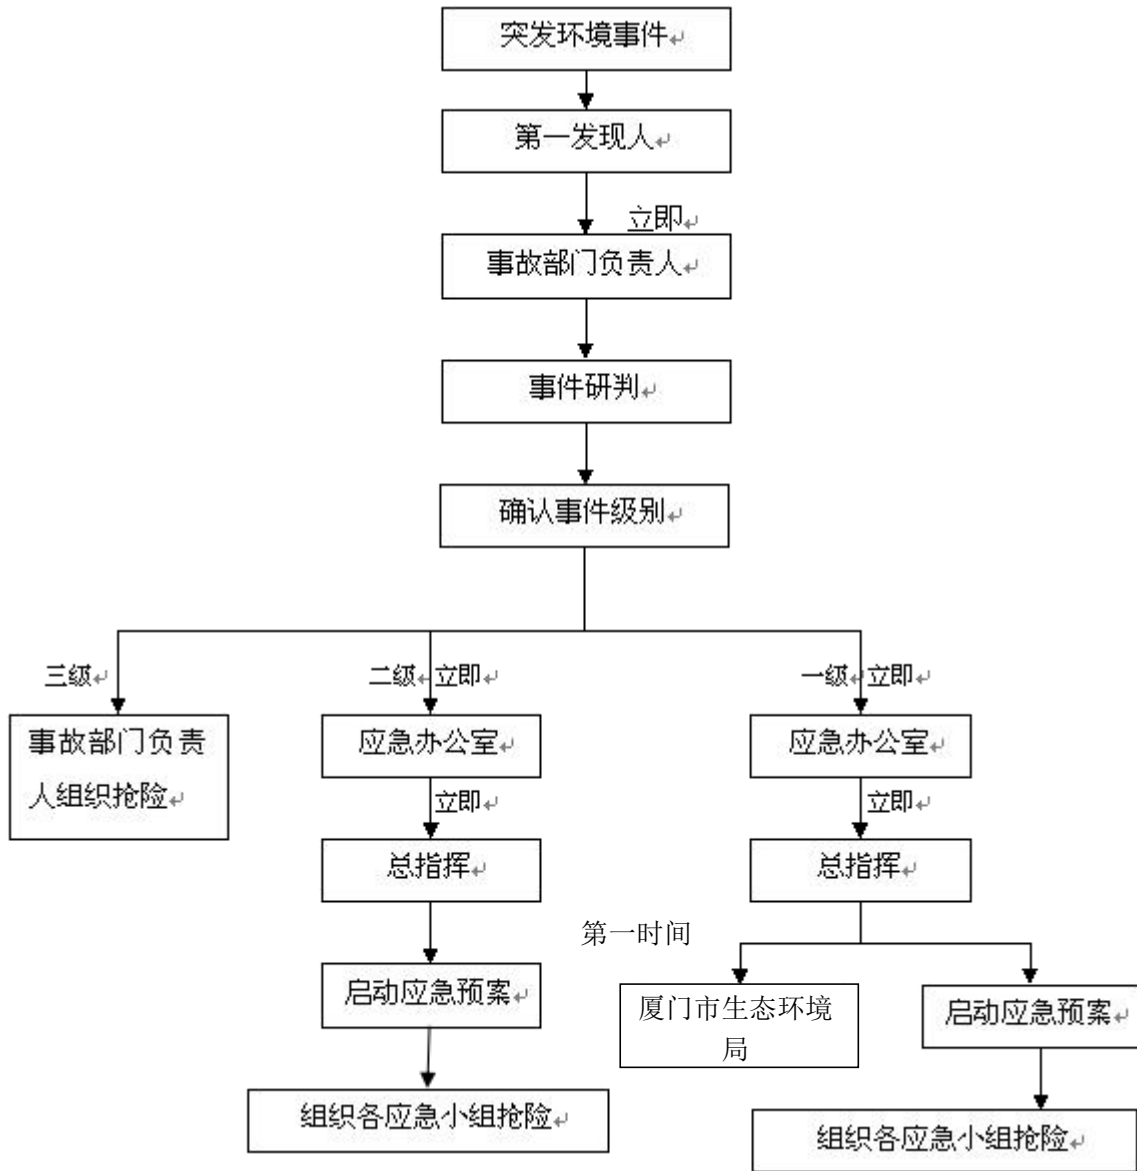 突发环境事件
第一发现人
立即
事故部门负责人
事件研判
确认事件级别
三级
二级 立即
一级 立即
事故部门负责
人组织抢险
应急办公室
应急办公室
立即
立即
总指挥
总指挥
第一时间
启动应急预案
厦门市生态环境
局
启动应急预案
组织各应急小组抢险
组织各应急小组抢险